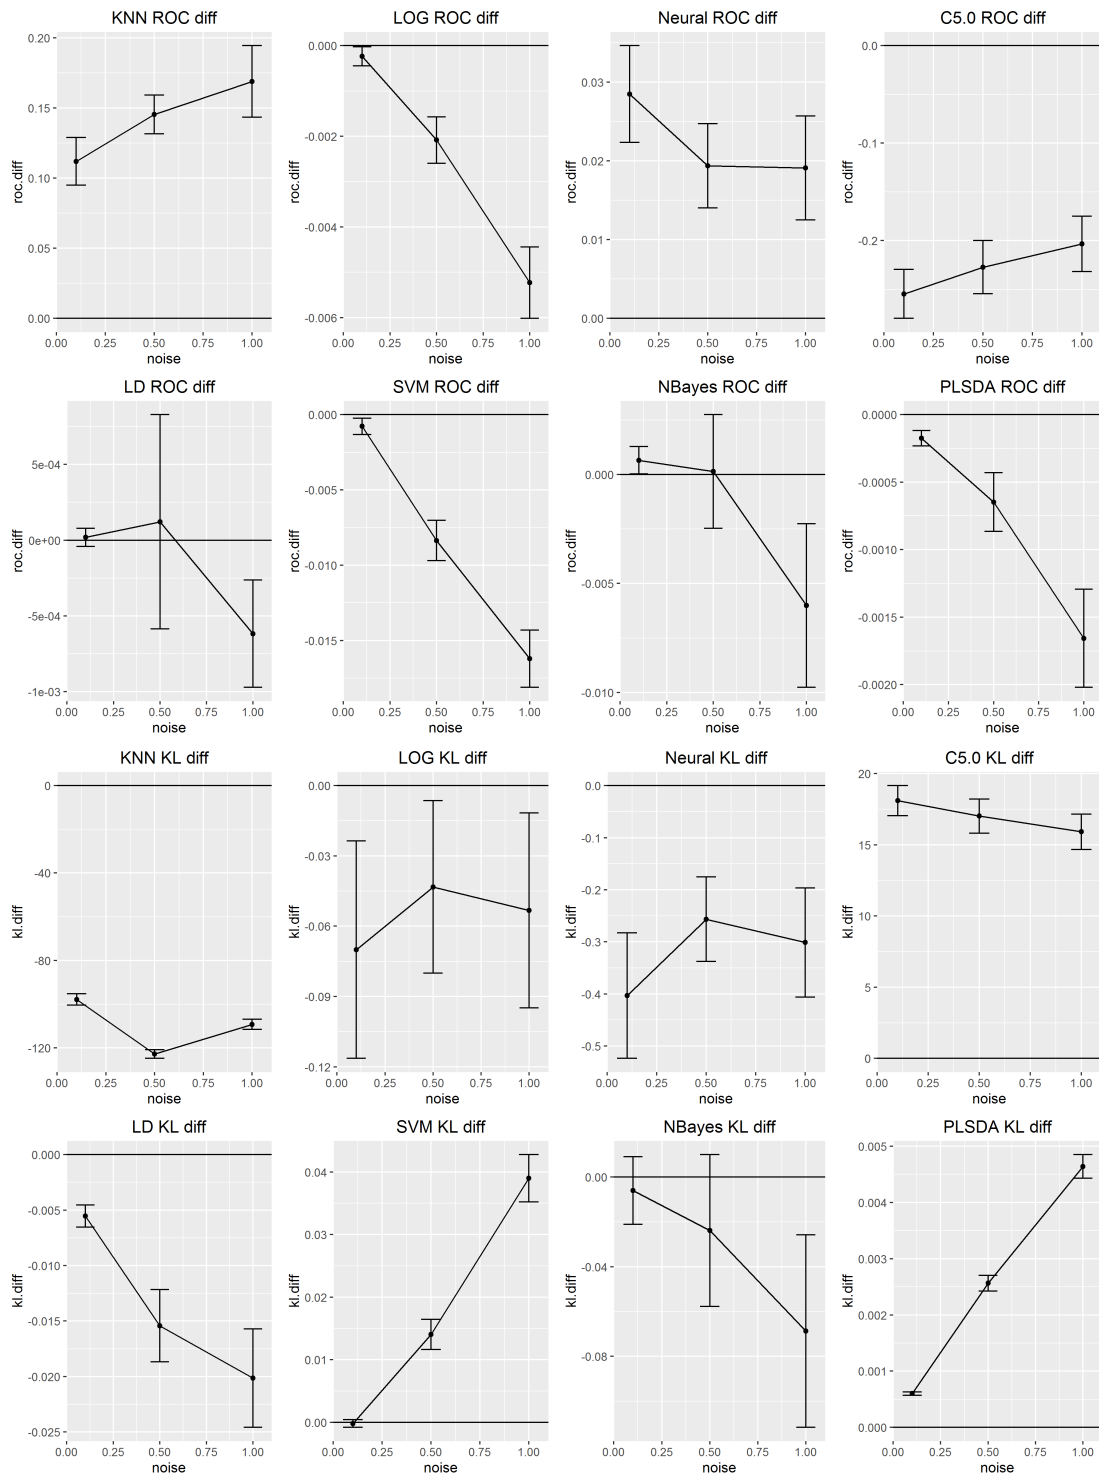 KNN ROC diff
roc.diff
0.20
0.15
0.10
0.05
0.00
0.00 0.25 0.50 0.75 1.00
noise
LOG ROC diff
roc.diff
0.000
-0.002
-0.004
-0.006
0.00 0.25 0.50 0.75 1.00
noise
Neural ROC diff
roc.diff
0.03
0.02
0.01
0.00
0.00 0.25 0.50 0.75 1.00
noise
C5.0 ROC diff
roc.diff
0.0
-0.1
-0.2
0.00 0.25 0.50 0.75 1.00
noise
LD ROC diff
roc.diff
5e-04
0e+00
-5e-04
-1e-03
0.00 0.25 0.50 0.75 1.00
noise
SVM ROC diff
roc.diff
0.000
-0.005
-0.010
-0.015
0.00 0.25 0.50 0.75 1.00
noise
NBayes ROC diff
roc.diff
0.000
-0.005
-0.010
0.00 0.25 0.50 0.75 1.00
noise
PLSDA ROC diff
roc.diff
0.0000
-0.0005
-0.0010
-0.0015
-0.0020
0.00 0.25 0.50 0.75 1.00
noise
KNN KL diff
kl.diff
0
-40
-80
-120
0.00 0.25 0.50 0.75 1.00
noise
LOG KL diff
kl.diff
0.00
-0.03
-0.06
-0.09
-0.12
0.00 0.25 0.50 0.75 1.00
noise
Neural KL diff
kl.diff
0.0
-0.1
-0.2
-0.3
-0.4
-0.5
0.00 0.25 0.50 0.75 1.00
noise
C5.0 KL diff
kl.diff
20
15
10
5
0
0.00 0.25 0.50 0.75 1.00
noise
LD KL diff
kl.diff
0.000
-0.005
-0.010
-0.015
-0.020
-0.025
0.00 0.25 0.50 0.75 1.00
noise
SVM KL diff
kl.diff
0.04
0.03
0.02
0.01
0.00
0.00 0.25 0.50 0.75 1.00
noise
NBayes KL diff
kl.diff
0.00
-0.04
-0.08
0.00 0.25 0.50 0.75 1.00
noise
PLSDA KL diff
kl.diff
0.005
0.004
0.003
0.002
0.001
0.000
0.00 0.25 0.50 0.75 1.00
noise